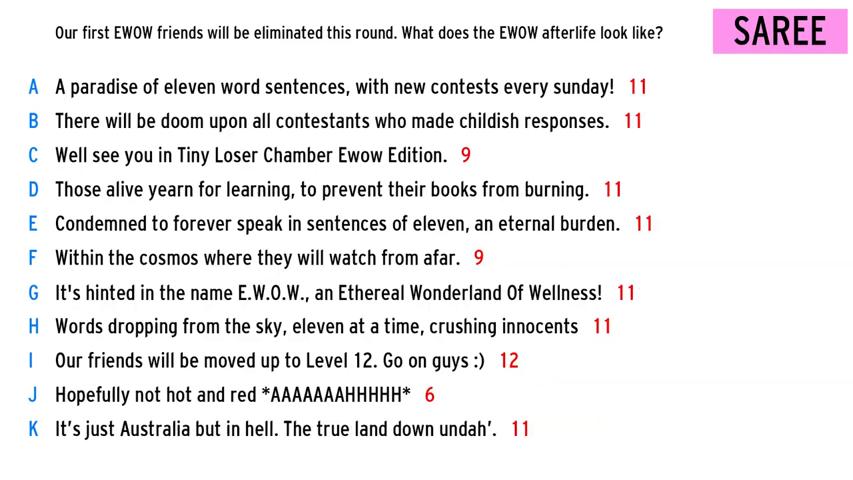 Our first EWOW friends will be eliminated this round. What does the EWOW afterlife look like?
SAREE
A A paradise of eleven word sentences, with new contests every sunday! 11
B There will be doom upon all contestants who made childish responses. 11
C Well see you in Tiny Loser Chamber Ewow Edition. 9
D Those alive yearn for learning, to prevent their books from burning. 11
E Condemned to forever speak in sentences of eleven, an eternal burden. 11
F Within the cosmos where they will watch from afar. 9
G It's hinted in the name E.W.O.W., an Ethereal Wonderland Of Wellness! 11
H Words dropping from the sky, eleven at a time, crushing innocents 11
I Our friends will be moved up to Level 12. Go on guys :) 12
J Hopefully not hot and red *AAAAAAAHHHHH* 6
K It’s just Australia but in hell. The true land down undah’. 11